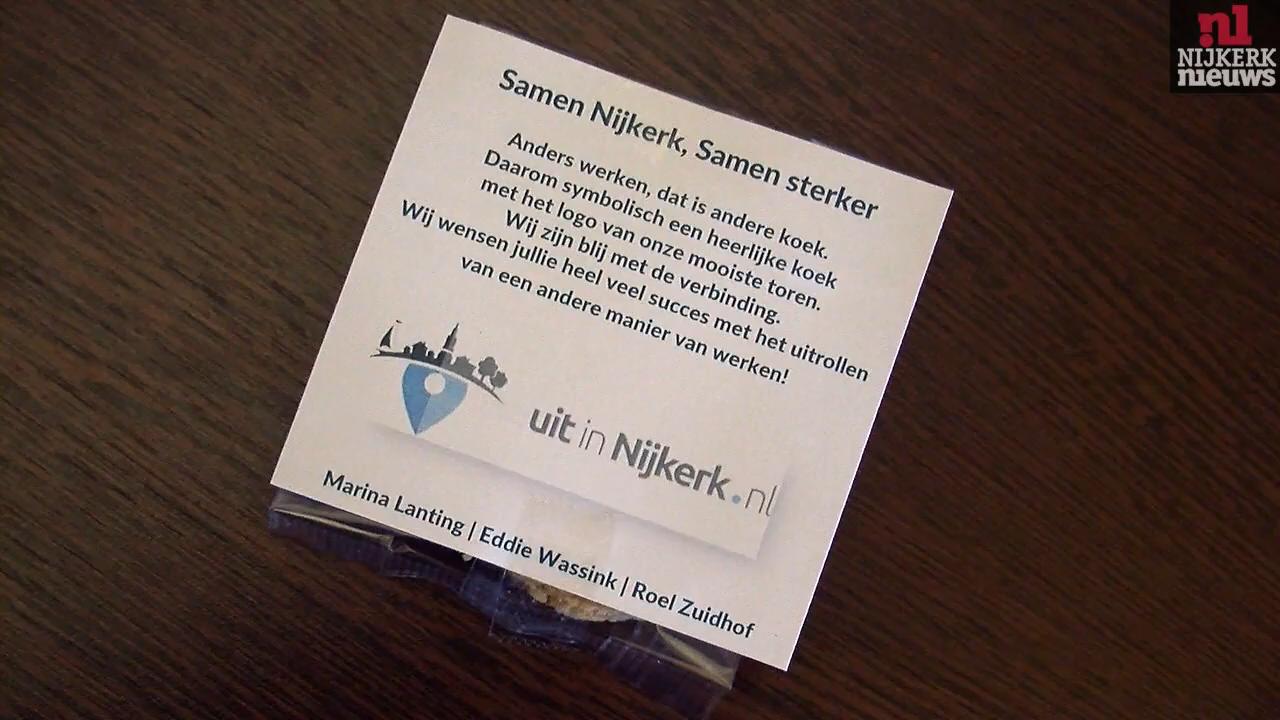 nl
NIJKERK
nieuws
Samen Nijkerk, Samen sterker
Anders werken, dat is andere koek.
Daarom symbolisch een heerlijke koek
met het logo van onze mooiste toren.
Wij zijn blij met de verbinding.
Wij wensen jullie heel veel succes met het uitrollen
van een andere manier van werken!
uit in Nijkerk.nl
Marina Lanting | Eddie Wassink | Roel Zuidhof